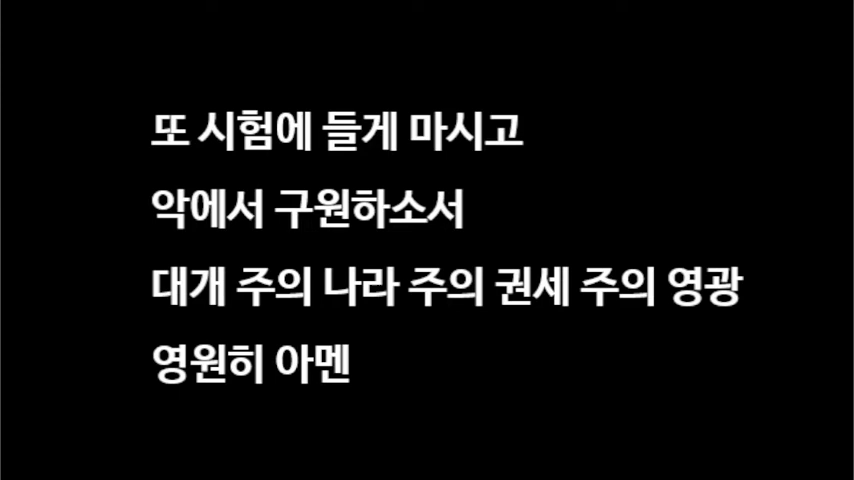 또 시험에 들게 마시고
악에서 구원하소서
대개 주의 나라 주의 권세 주의 영광
영원히 아멘